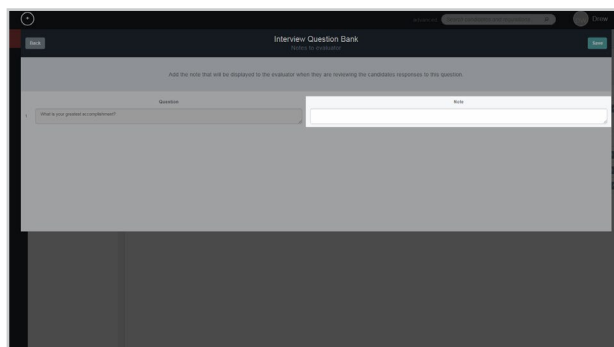 Drew
Back
Interview Question Bank
Save
Notes to evaluator
Add the note that will be displayed to the evaluator when they are reviewing the candidates responses to this question.
Question
Note
What is your greatest accomplishment?